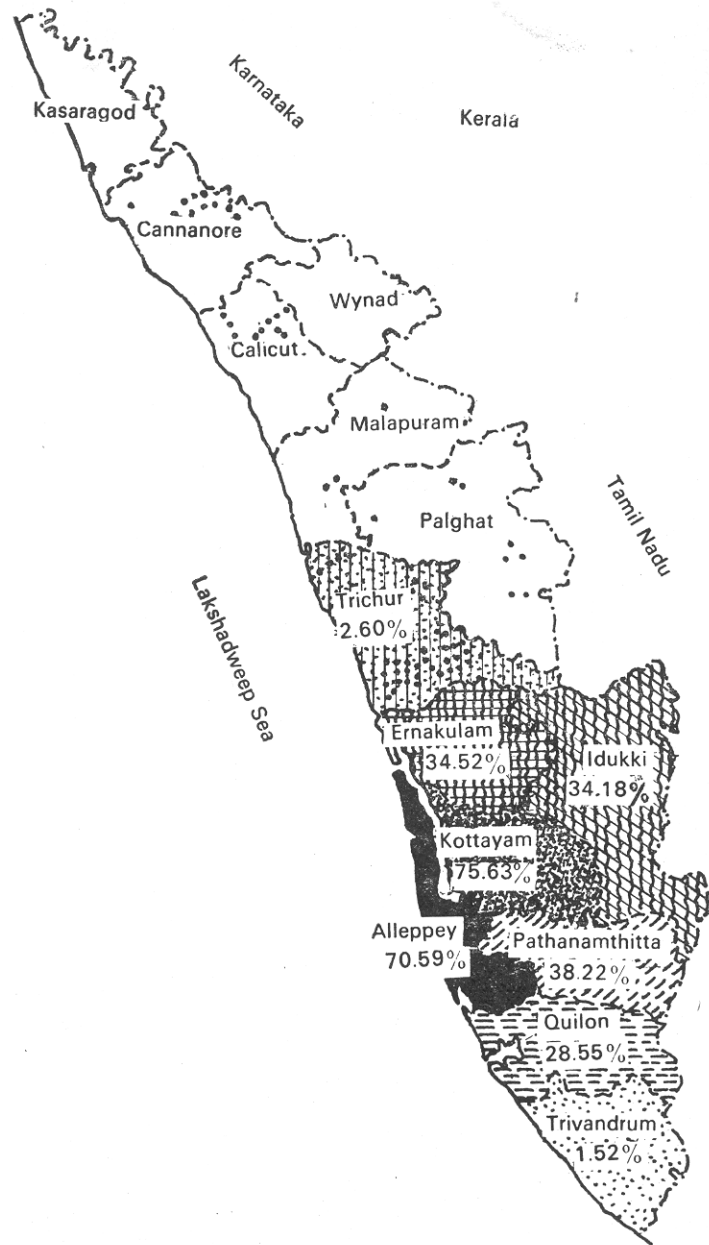 Karnataka
Kerala
Kasaragod
Cannanore
Wynad
Calicut
Malapuram
Palghat
Tamil Nadu
Lakshadweep Sea
Trichur
2.60%
Ernakulam
34.52%
Idukki
34.18%
Kottayam
75.63%
Alleppey
70.59%
Pathanamthitta
38.22%
Quilon
28.55%
Trivandrum
1.52%